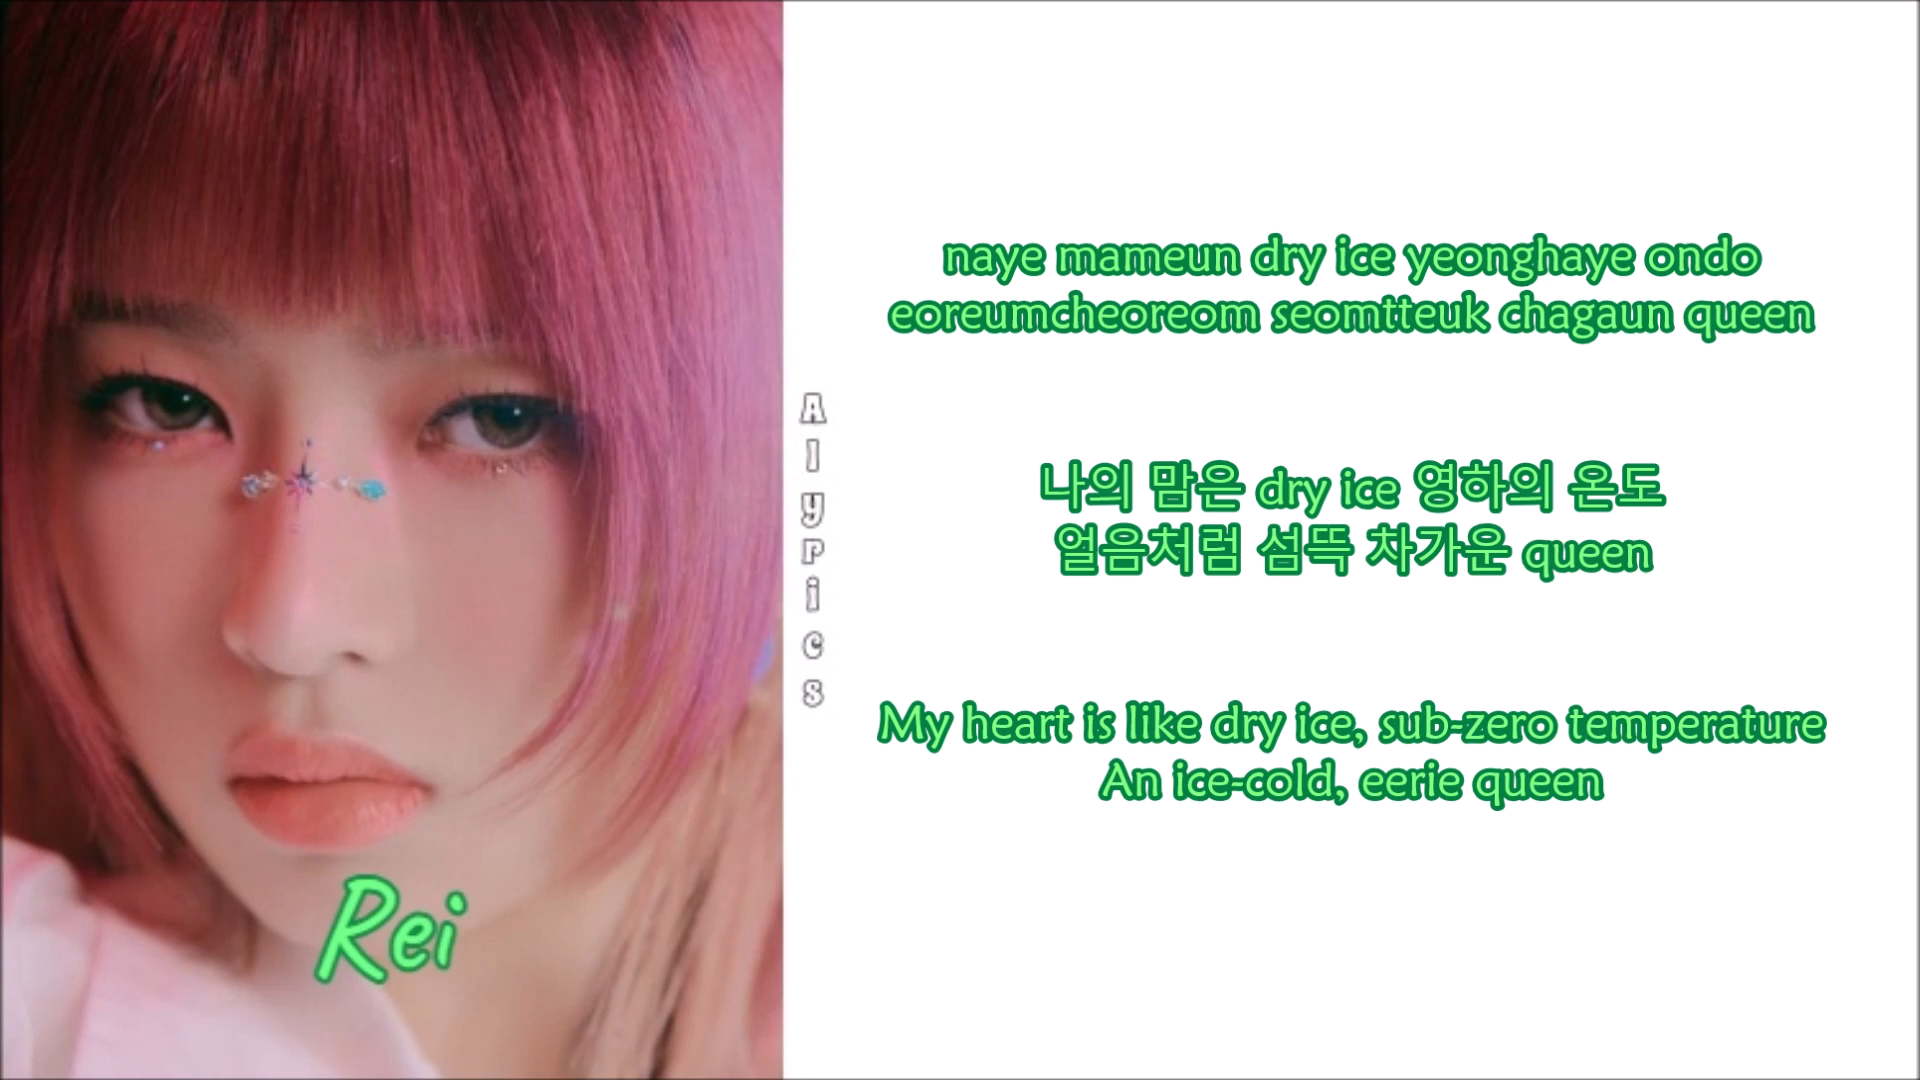 naye mameun dry ice yeonghaye ondo
eoreumcheoreom seomtteuk chagaun queen
나의 맘은 dry ice 영하의 온도
얼음처럼 섬뜩 차가운 queen
My heart is like dry ice, sub-zero temperature
An ice-cold, eerie queen
Alyrics
Rei